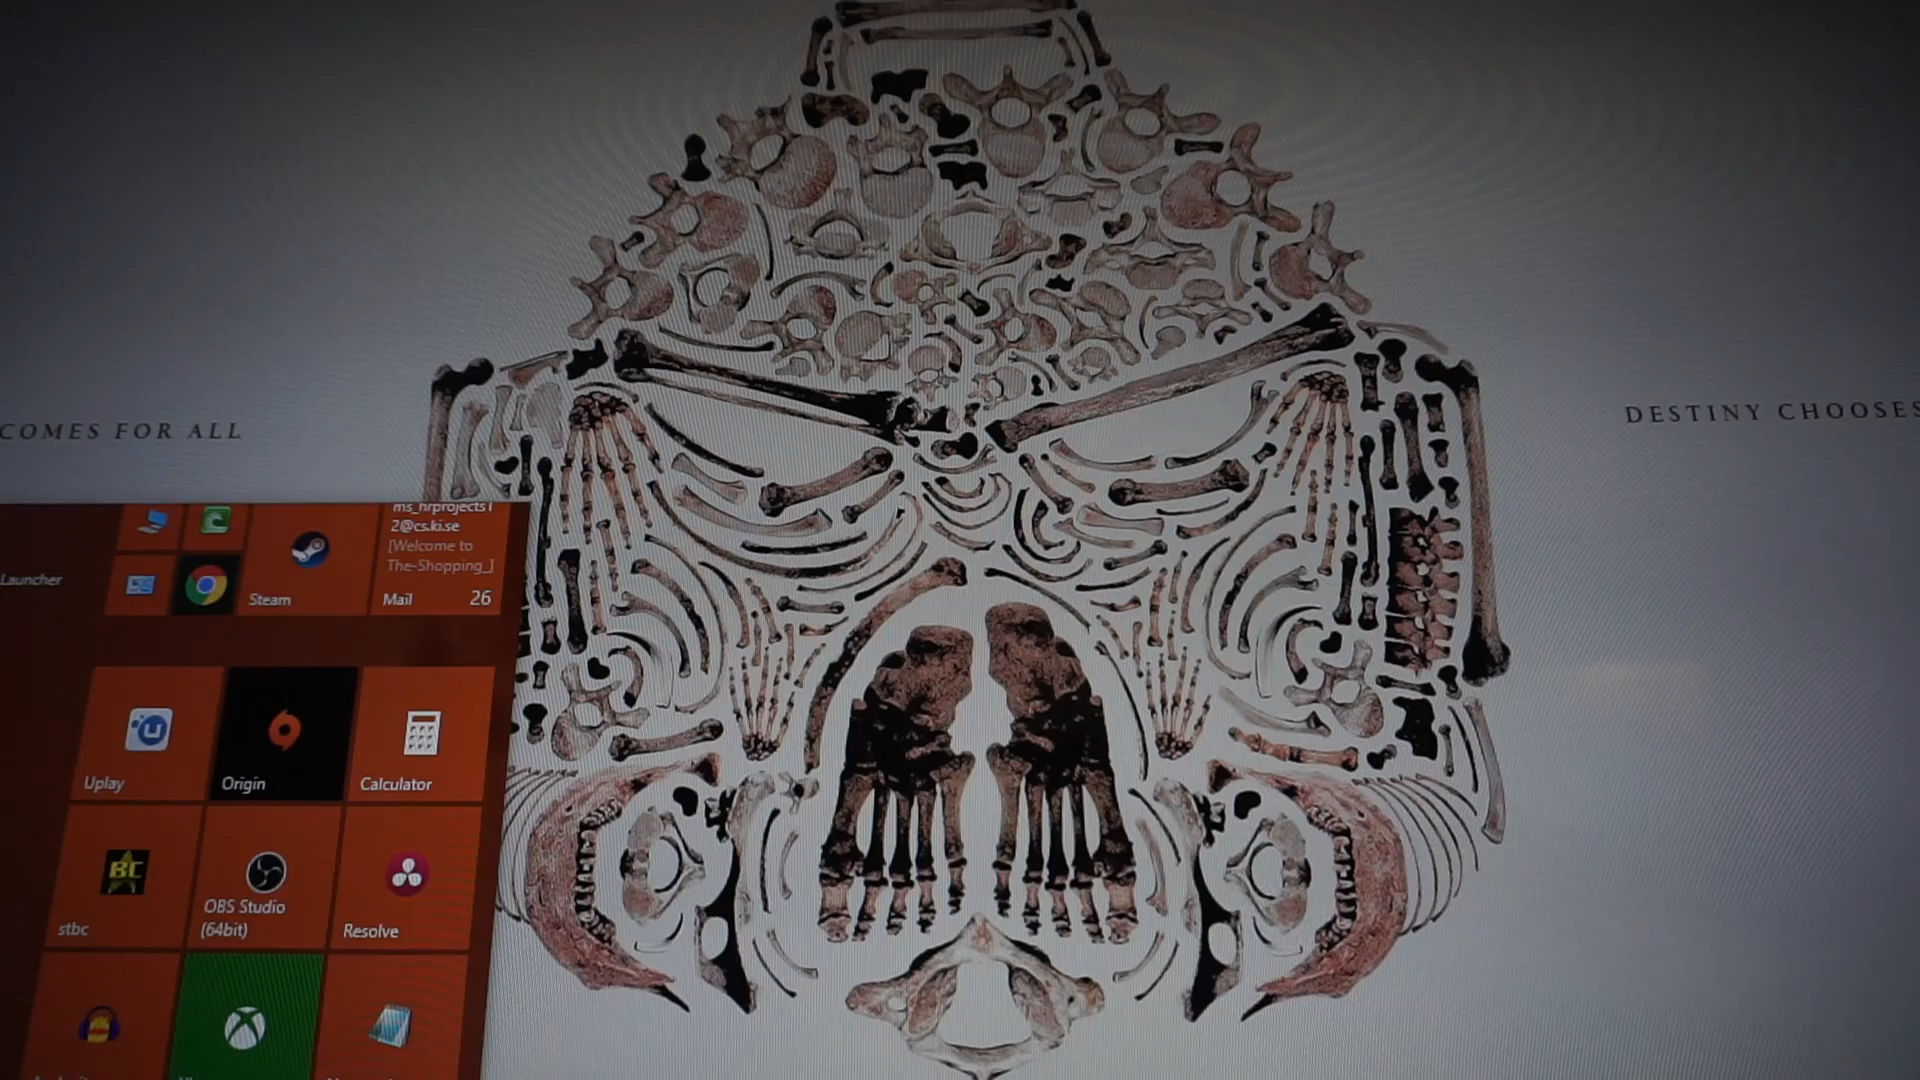 COMES FOR ALL
DESTINY CHOOSES
ms_hrprojects1
2@cs.ki.se
[Welcome to
The-Shopping_]
Launcher
Steam
Mail 26
Uplay
Origin
Calculator
BC
stbc
OBS Studio
(64bit)
Resolve